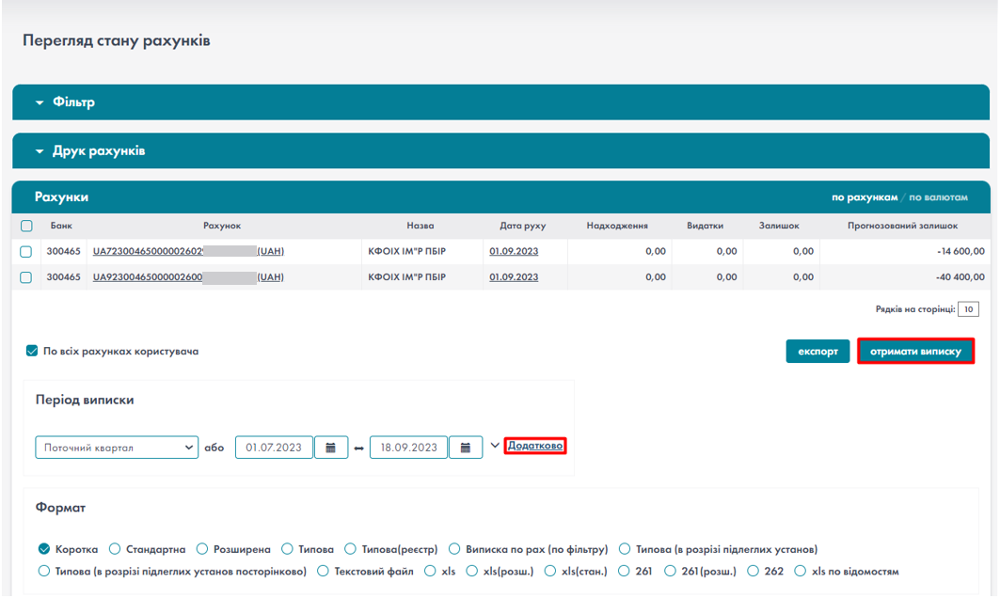 Перегляд стану рахунків
Фільтр
Друк рахунків
Рахунки по рахункам / по валютам
Банк Рахунок Назва Дата руху Надходження Видатки Залишок Прогнозований залишок
300465 UA723004650000002602 (UAH) КФОІХ ІМ"Р ПБІР 01.09.2023 0,00 0,00 0,00 -14 600,00
300465 UA923004650000002600 (UAH) КФОІХ ІМ"Р ПБІР 01.09.2023 0,00 0,00 0,00 -40 400,00
Рядків на сторінці: 10
По всіх рахунках користувача експорт отримати виписку
Період виписки
Поточний квартал або 01.07.2023 18.09.2023 Додатково
Формат
Коротка Стандартна Розширена Типова Типова(реєстр) Виписка по рах (по фільтру) Типова (в розрізі підлеглих установ)
Типова (в розрізі підлеглих установ посторінково) Текстовий файл xls xls(розш.) xls(стан.) 261 261(розш.) 262 xls по відомостям